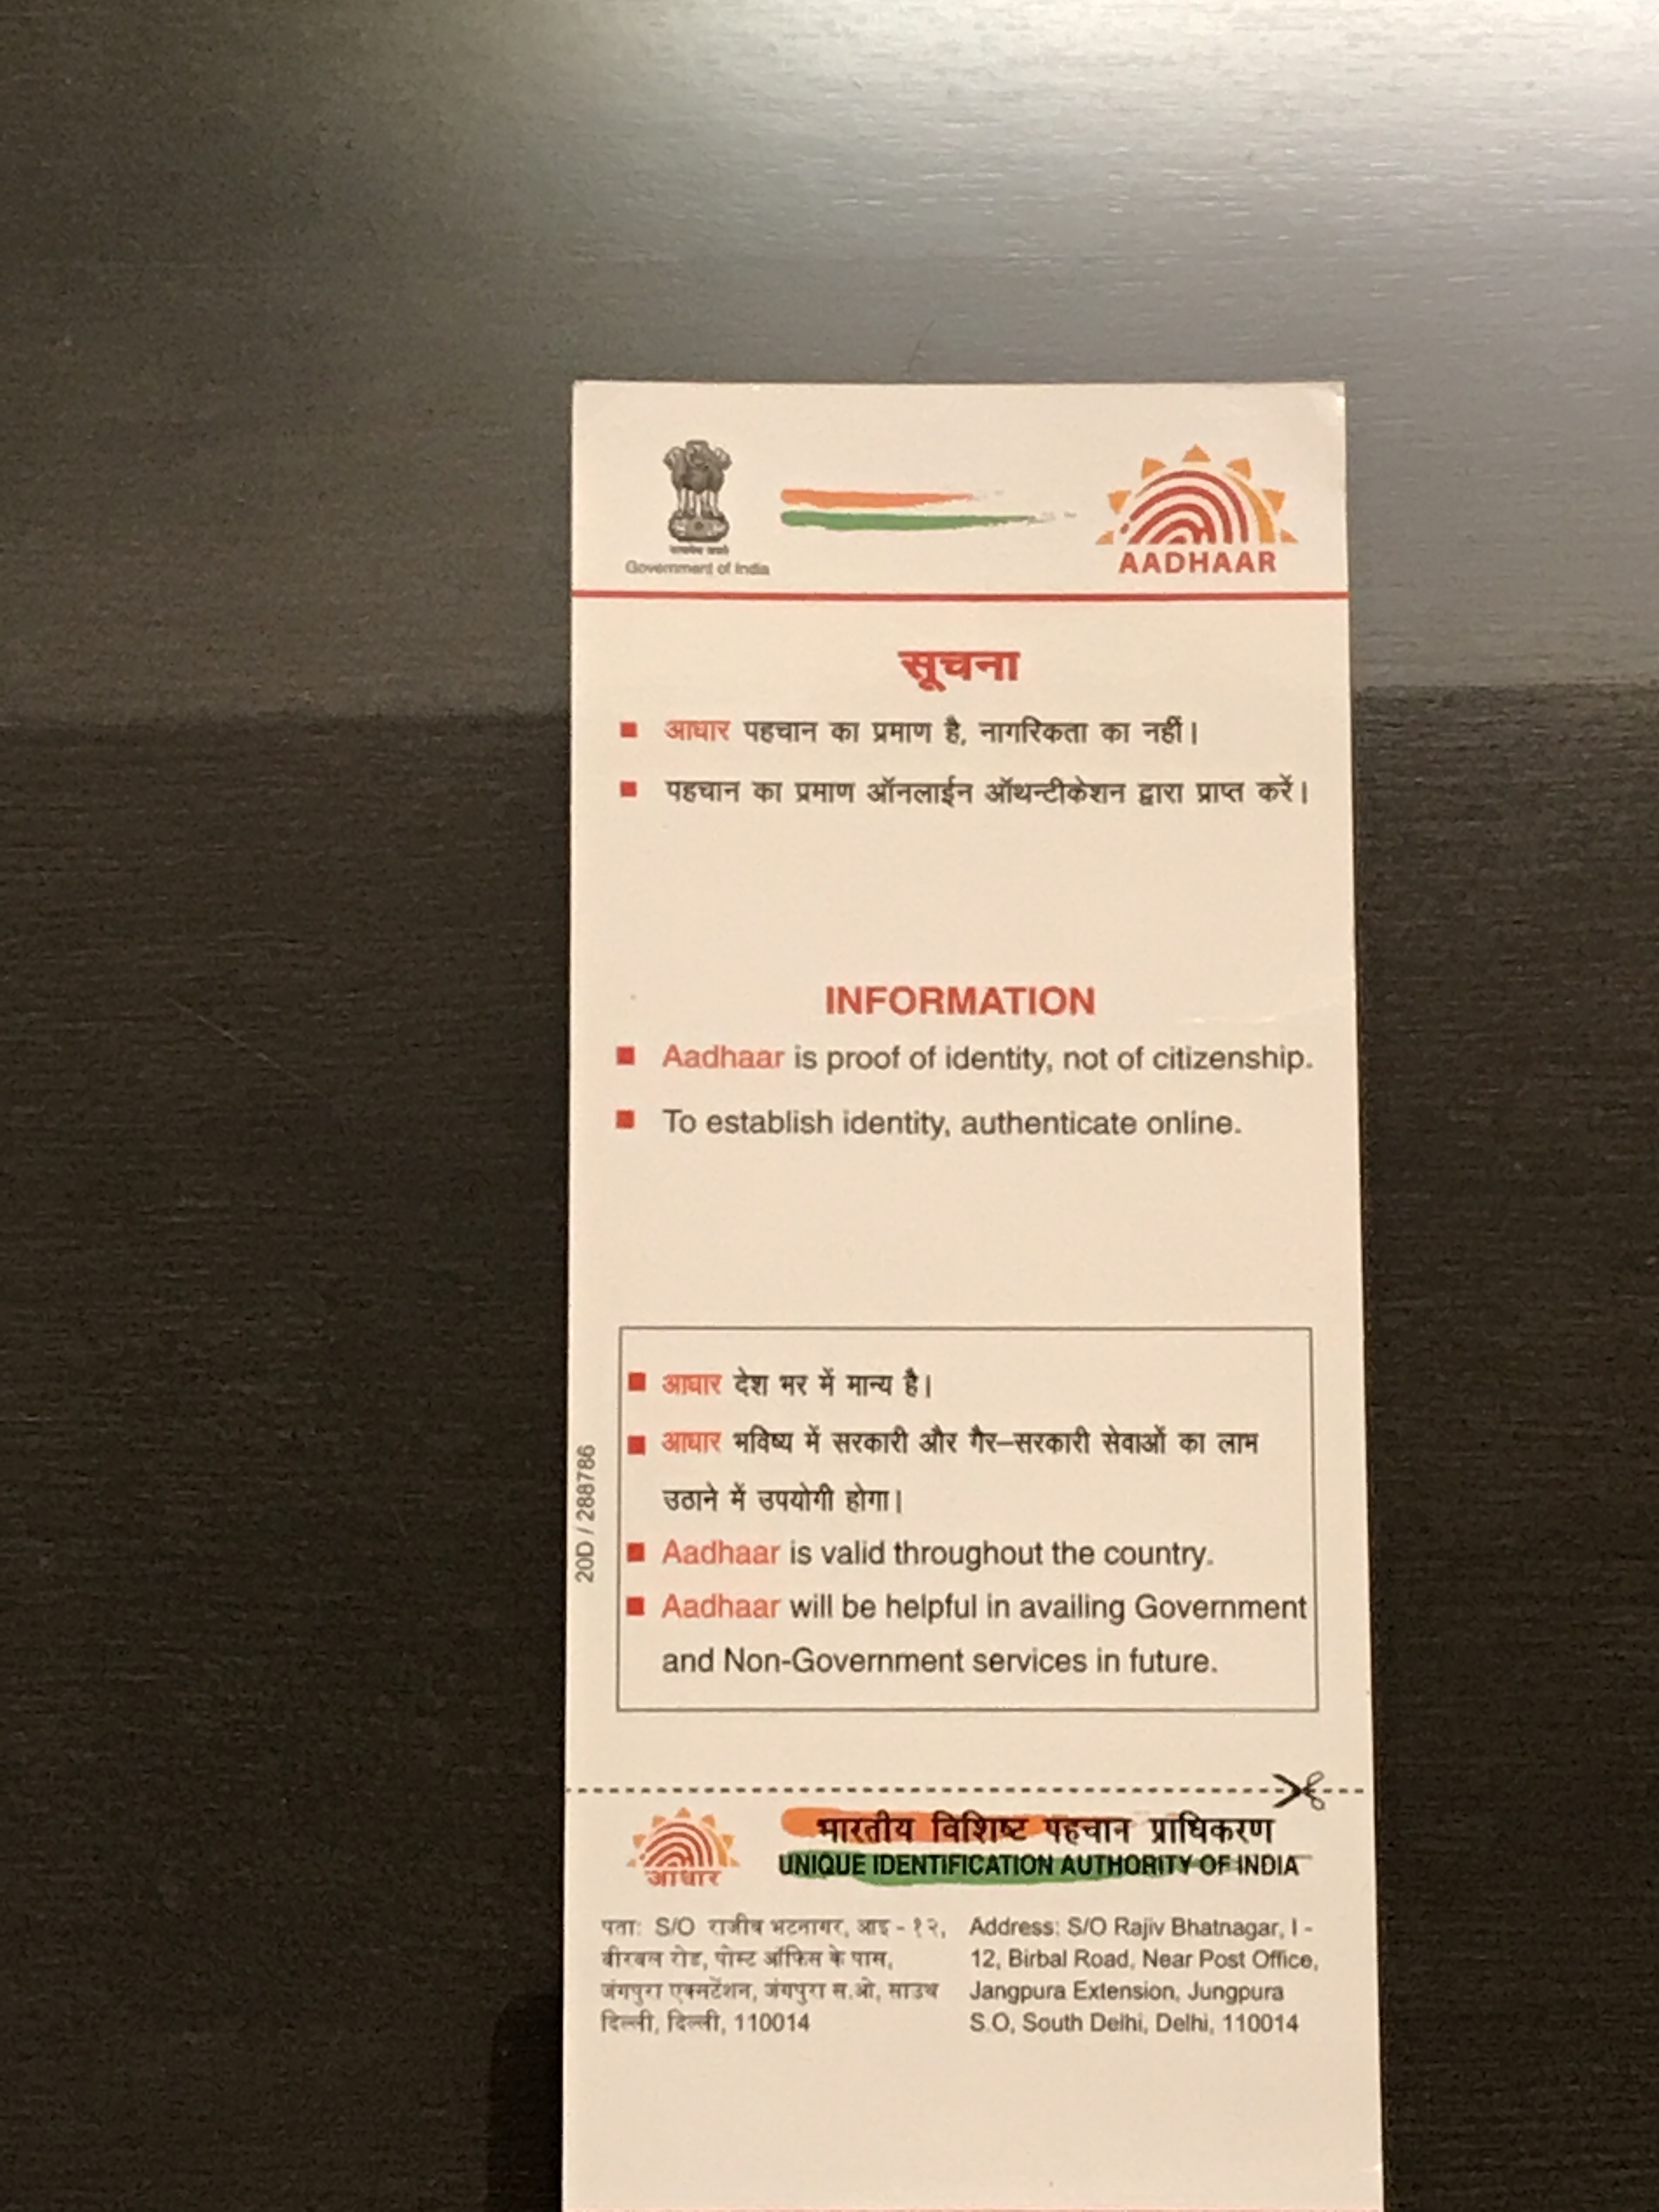 सत्यमेव जयते
Government of India
AADHAAR
सूचना
आधार पहचान का प्रमाण है, नागरिकता का नहीं।
पहचान का प्रमाण ऑनलाईन ऑथन्टीकेशन द्वारा प्राप्त करें।
INFORMATION
Aadhaar is proof of identity, not of citizenship.
To establish identity, authenticate online.
आधार देश भर में मान्य है।
आधार भविष्य में सरकारी और गैर-सरकारी सेवाओं का लाभ
उठाने में उपयोगी होगा।
Aadhaar is valid throughout the country.
Aadhaar will be helpful in availing Government
and Non-Government services in future.
20D / 288786
आधार
भारतीय विशिष्ट पहचान प्राधिकरण
UNIQUE IDENTIFICATION AUTHORITY OF INDIA
पता: S/O राजीव भटनागर, आइ - १२,
बीरबल रोड, पोस्ट ऑफिस के पास,
जंगपुरा एक्सटेंशन, जंगपुरा स.ओ, साउथ
दिल्ली, दिल्ली, 110014
Address: S/O Rajiv Bhatnagar, I -
12, Birbal Road, Near Post Office,
Jangpura Extension, Jungpura
S.O, South Delhi, Delhi, 110014